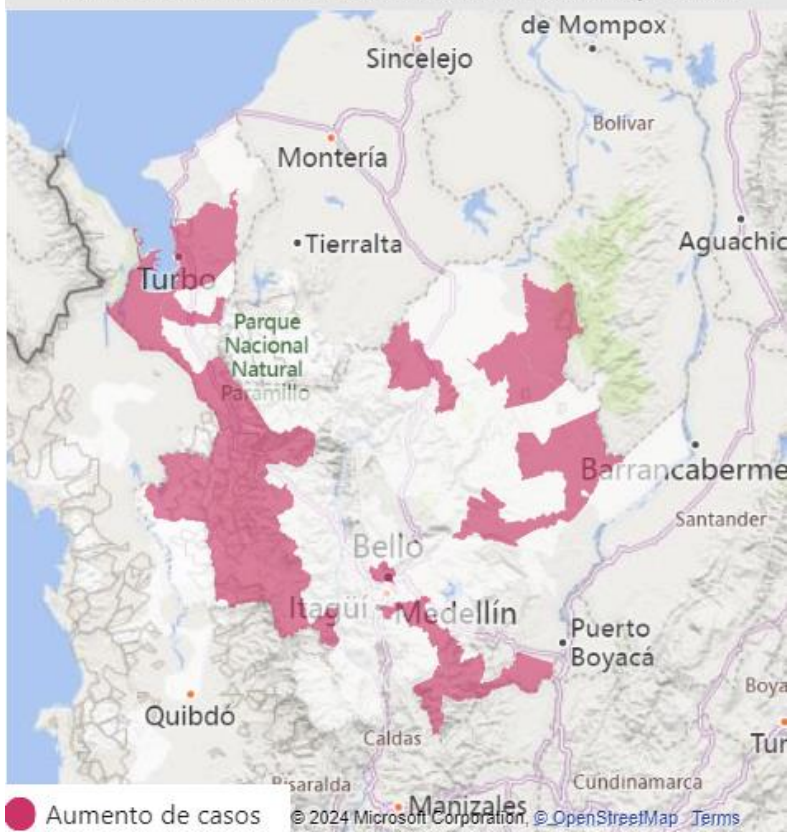 de Mompox
Sincelejo
Bolívar
Montería
Tierralta
Aguachic
Turbo
Parque
Nacional
Natural
Paramillo
Barrancaberme
Santander
Bello
Itagüí
Medellín
Puerto
Boyacá
Boya
Quibdó
Tur
Caldas
Risaralda
Cundinamarca
Manizales
Aumento de casos
© 2024 Microsoft Corporation, © OpenStreetMap Terms